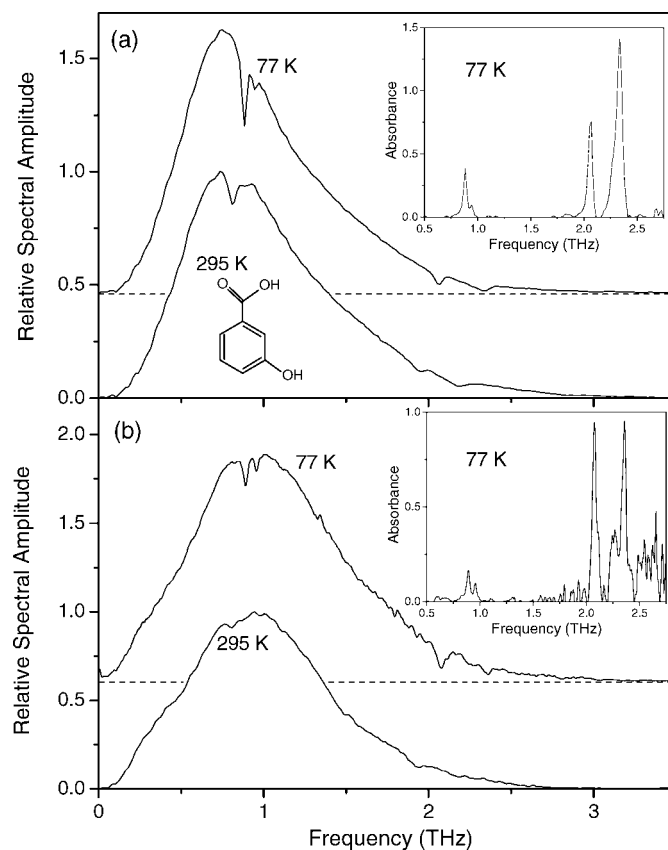 (a)
77 K
295 K
O
OH
OH
Relative Spectral Amplitude
1.5
1.0
0.5
0.0
77 K
Absorbance
1.5
1.0
0.5
0.0
0.5 1.0 1.5 2.0 2.5
Frequency (THz)
(b)
77 K
295 K
Relative Spectral Amplitude
2.0
1.5
1.0
0.5
0.0
77 K
Absorbance
1.0
0.5
0.0
0.5 1.0 1.5 2.0 2.5
Frequency (THz)
0 1 2 3
Frequency (THz)